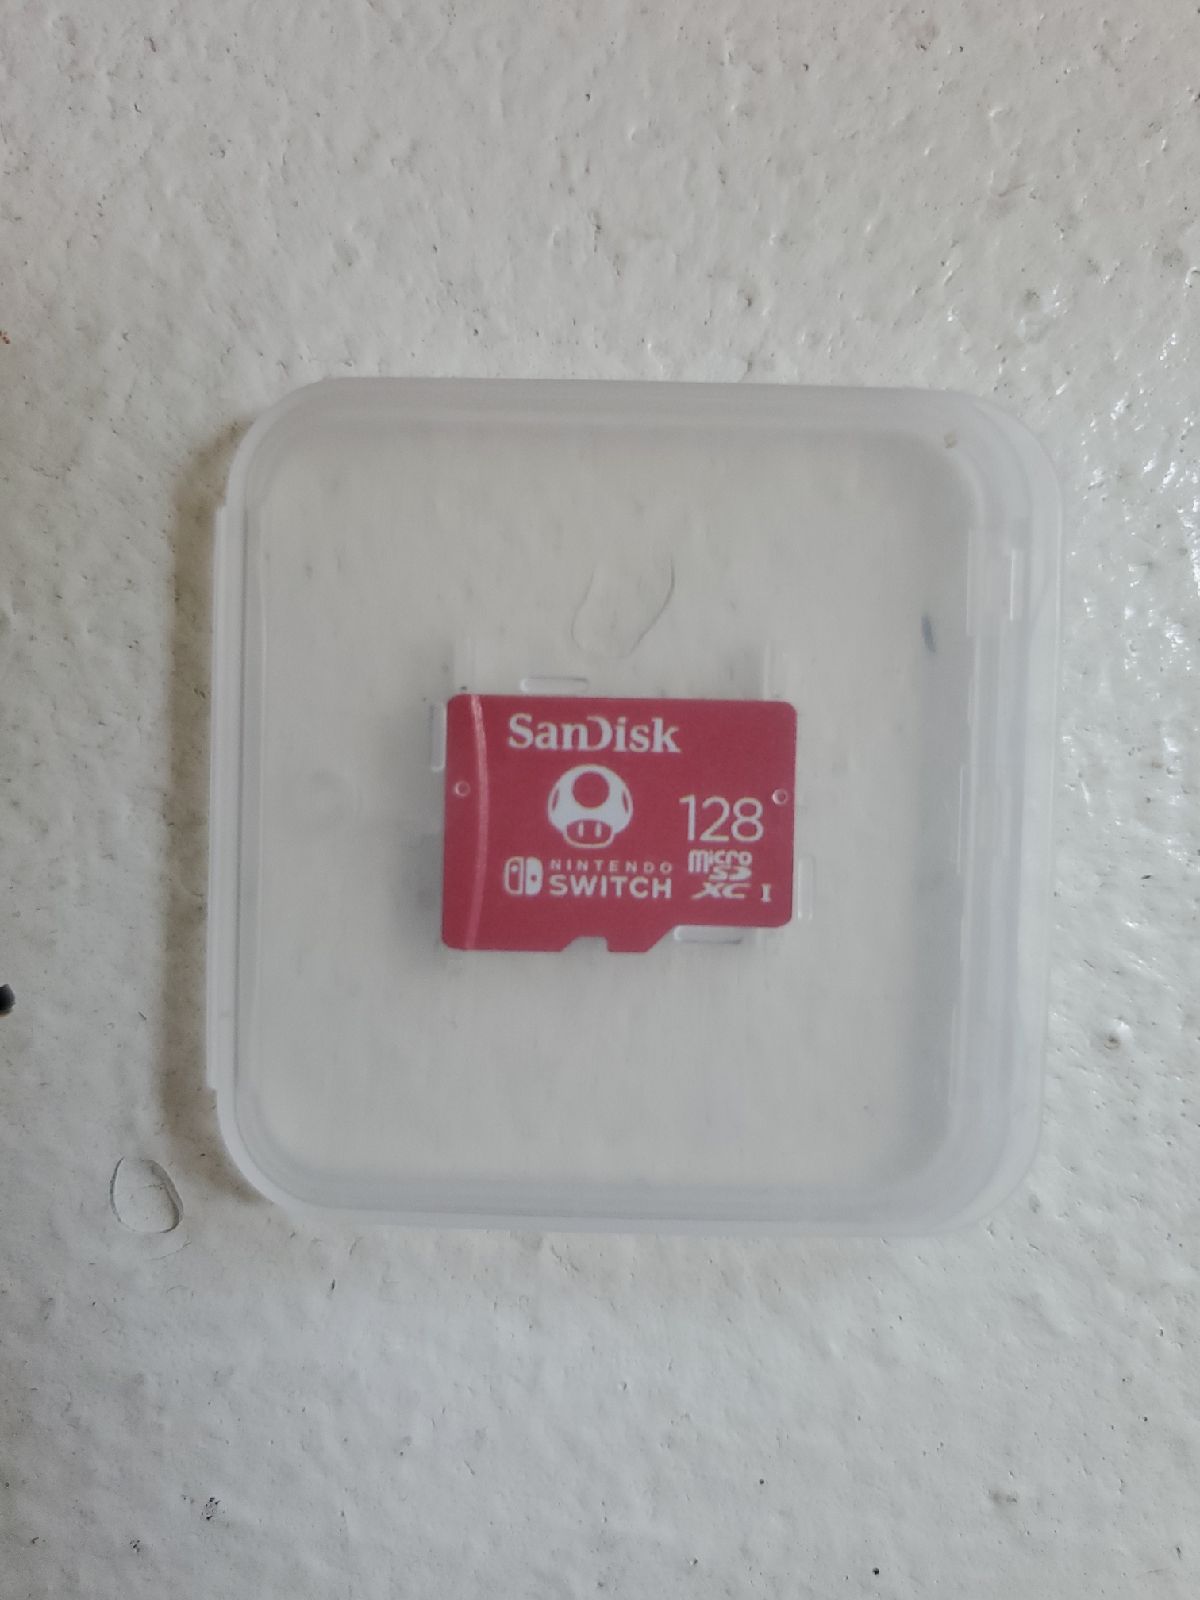 SanDisk
128
NINTENDO
SWITCH
micro
SD
XC I